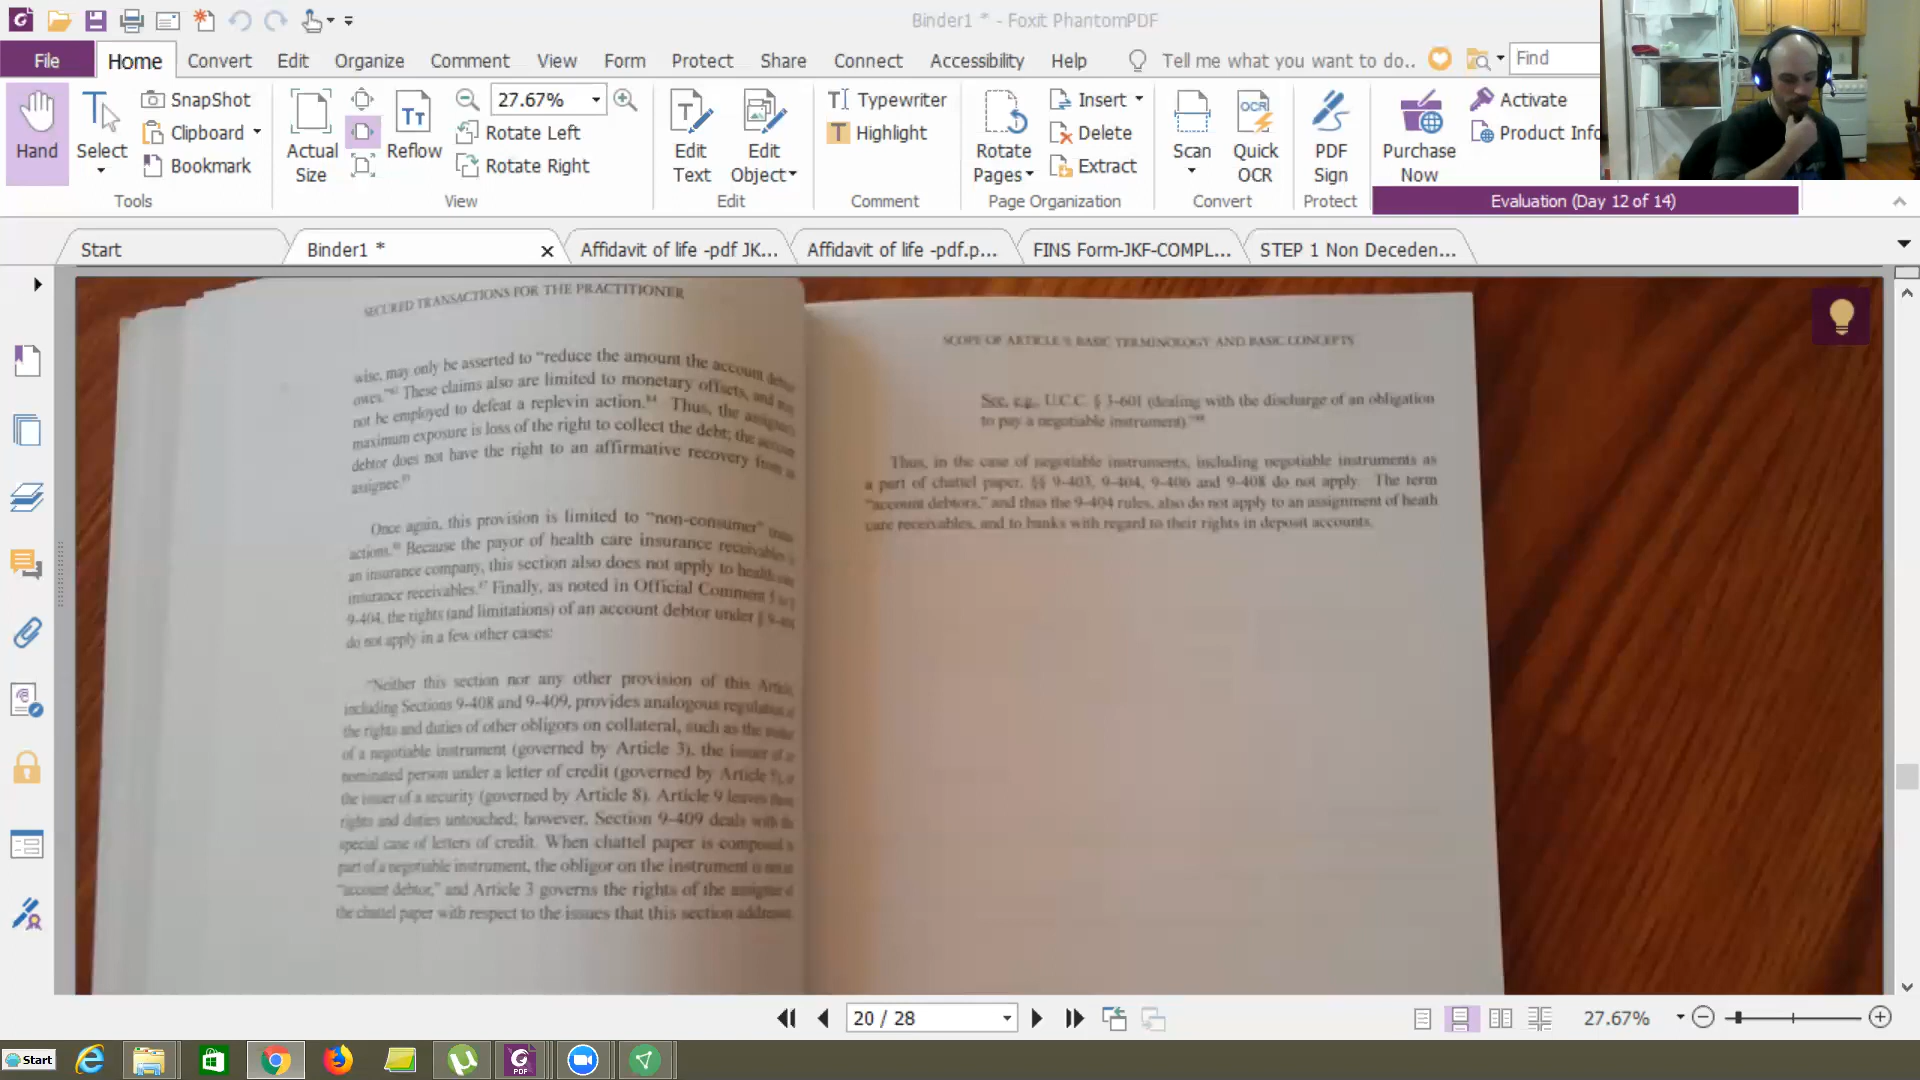 Binder1 * - Foxit PhantomPDF
File Home Convert Edit Organize Comment View Form Protect Share Connect Accessibility Help Tell me what you want to do.. Find
Hand
Select
SnapShot
Clipboard
Bookmark
Tools
Actual Size
Reflow
27.67%
Rotate Left
Rotate Right
View
Edit Text
Edit Object
Edit
Typewriter
Highlight
Comment
Rotate Pages
Insert
Delete
Extract
Page Organization
Scan
Quick OCR
OCR
Convert
PDF Sign
Protect
Purchase Now
Activate
Product Info
Evaluation (Day 12 of 14)
Start
Binder1 *
Affidavit of life -pdf JK...
Affidavit of life -pdf.p...
FINS Form-JKF-COMPL...
STEP 1 Non Deceden...
SECURED TRANSACTIONS FOR THE PRACTITIONER
wise, may only be asserted to “reduce the amount the account
owes.” These claims also are limited to monetary offsets, and may
not be employed to defeat a replevin action.84 Thus, the
maximum exposure is loss of the right to collect the debt; the
debtor does not have the right to an affirmative recovery from
assignee.
Once again, this provision is limited to “non-consumer”
actions. Because the payor of health care insurance receivables
an insurance company, this section also does not apply to
insurance receivables.87 Finally, as noted in Official Comment
9-404, the rights (and limitations) of an account debtor under
do not apply in a few other cases:
“Neither this section nor any other provision of this
including Sections 9-408 and 9-409, provides analogous
the rights and duties of other obligors on collateral, such as the
of a negotiable instrument (governed by Article 3), the issuer of
nominated person under a letter of credit (governed by Article
the issuer of a security (governed by Article 8). Article 9 leaves
rights and duties untouched; however, Section 9-409 deals with the
special case of letters of credit. When chattel paper is composed
part of a negotiable instrument, the obligor on the instrument is
“account debtor,” and Article 3 governs the rights of the
the chattel paper with respect to the issues that this section
SCOPE OF ARTICLE 9: BASIC TERMINOLOGY AND BASIC CONCEPTS
See, e.g., U.C.C. § 3-601 (dealing with the discharge of an obligation
to pay a negotiable instrument).”88
Thus, in the case of negotiable instruments, including negotiable instruments as
a part of chattel paper, §§ 9-403, 9-404, 9-406 and 9-408 do not apply. The term
“account debtors,” and thus the 9-404 rules, also do not apply to an assignment of heath
care receivables, and to banks with regard to their rights in deposit accounts.
20 / 28
27.67%
Start
PDF